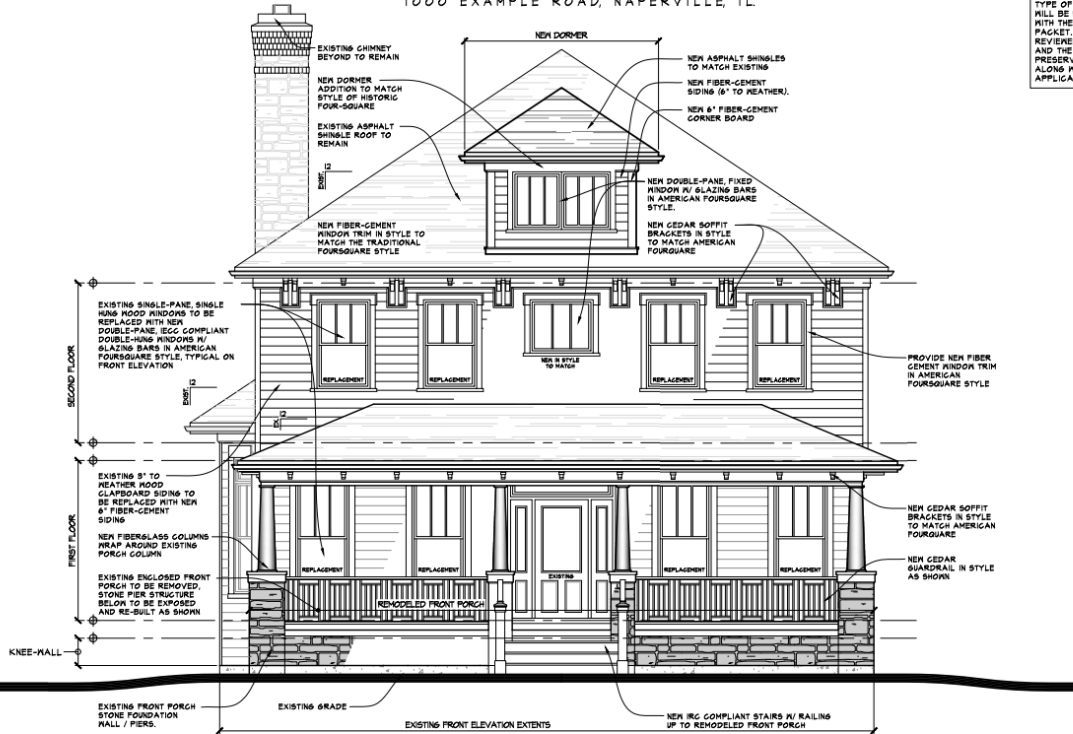 1000 EXAMPLE ROAD, NAPERVILLE, IL
TYPE OF
WILL BE
WITH THE
PACKET.
REVIEWE
AND THE
PRESERV
ALONG W
APPLICA
NEW DORMER
EXISTING CHIMNEY
BEYOND TO REMAIN
NEW DORMER
ADDITION TO MATCH
STYLE OF HISTORIC
FOUR-SQUARE
EXISTING ASPHALT
SHINGLE ROOF TO
REMAIN
NEW ASPHALT SHINGLES
TO MATCH EXISTING
NEW FIBER-CEMENT
SIDING (6" TO WEATHER).
NEW 6" FIBER-CEMENT
CORNER BOARD
12
EXIST.
NEW DOUBLE-PANE, FIXED
WINDOW W/ GLAZING BARS
IN AMERICAN FOURSQUARE
STYLE.
NEW FIBER-CEMENT
WINDOW TRIM IN STYLE TO
MATCH THE TRADITIONAL
FOURSQUARE STYLE
NEW CEDAR SOFFIT
BRACKETS IN STYLE
TO MATCH AMERICAN
FOURQUARE
EXISTING SINGLE-PANE, SINGLE
HUNG WOOD WINDOWS TO BE
REPLACED WITH NEW
DOUBLE-PANE, IECC COMPLIANT
DOUBLE-HUNG WINDOWS W/
GLAZING BARS IN AMERICAN
FOURSQUARE STYLE, TYPICAL ON
FRONT ELEVATION
SECOND FLOOR
REPLACEMENT
REPLACEMENT
NEW IN STYLE
TO MATCH
REPLACEMENT
REPLACEMENT
PROVIDE NEW FIBER
CEMENT WINDOW TRIM
IN AMERICAN
FOURSQUARE STYLE
12
EXIST.
12
EX.
EXISTING 3" TO
WEATHER WOOD
CLAPBOARD SIDING TO
BE REPLACED WITH NEW
6" FIBER-CEMENT
SIDING
FIRST FLOOR
NEW FIBERGLASS COLUMNS
WRAP AROUND EXISTING
PORCH COLUMN
EXISTING ENCLOSED FRONT
PORCH TO BE REMOVED,
STONE PIER STRUCTURE
BELOW TO BE EXPOSED
AND RE-BUILT AS SHOWN
REPLACEMENT
REPLACEMENT
EXISTING
REPLACEMENT
REPLACEMENT
NEW CEDAR SOFFIT
BRACKETS IN STYLE
TO MATCH AMERICAN
FOURQUARE
NEW CEDAR
GUARDRAIL IN STYLE
AS SHOWN
REMODELED FRONT PORCH
KNEE-WALL
EXISTING FRONT PORCH
STONE FOUNDATION
WALL / PIERS.
EXISTING GRADE
EXISTING FRONT ELEVATION EXTENTS
NEW IRC COMPLIANT STAIRS W/ RAILING
UP TO REMODELED FRONT PORCH